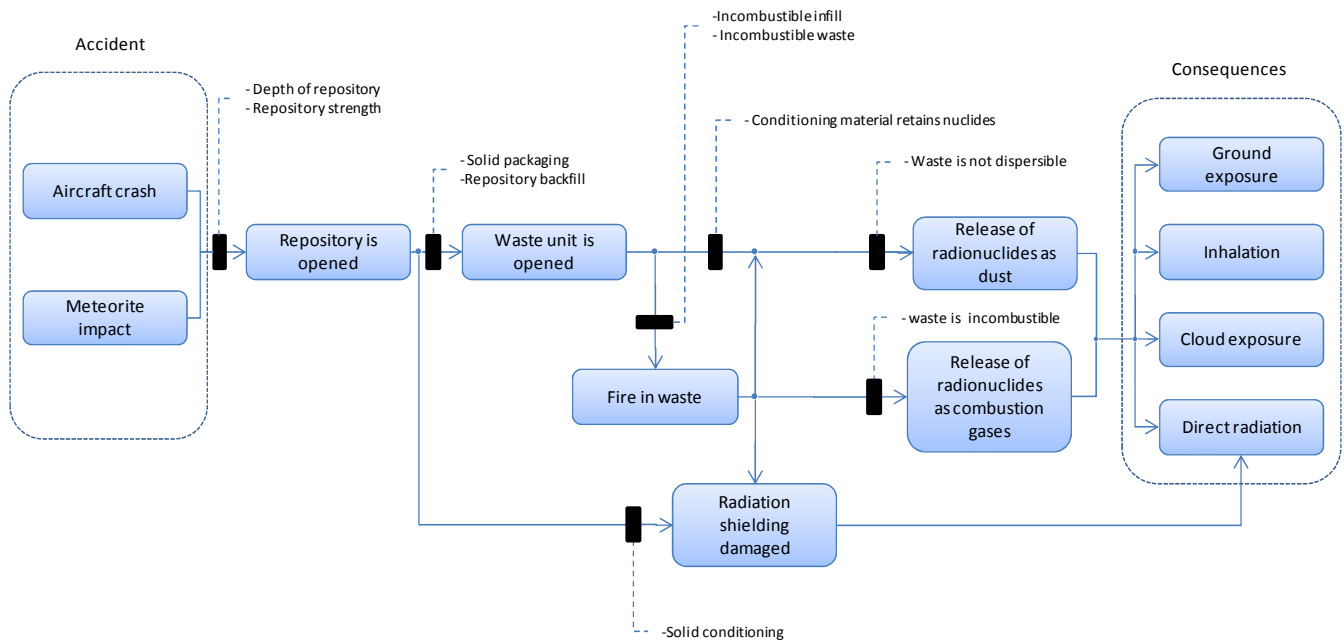 -Incombustible infill
- Incombustible waste
Accident
Consequences
- Depth of repository
- Repository strength
- Conditioning material retains nuclides
- Solid packaging
-Repository backfill
- Waste is not dispersible
Aircraft crash
Ground
exposure
Repository is
opened
Waste unit is
opened
Release of
radionuclides as
dust
Inhalation
Meteorite
impact
- waste is incombustible
Cloud exposure
Fire in waste
Release of
radionuclides
as combustion
gases
Direct radiation
Radiation
shielding
damaged
-Solid conditioning